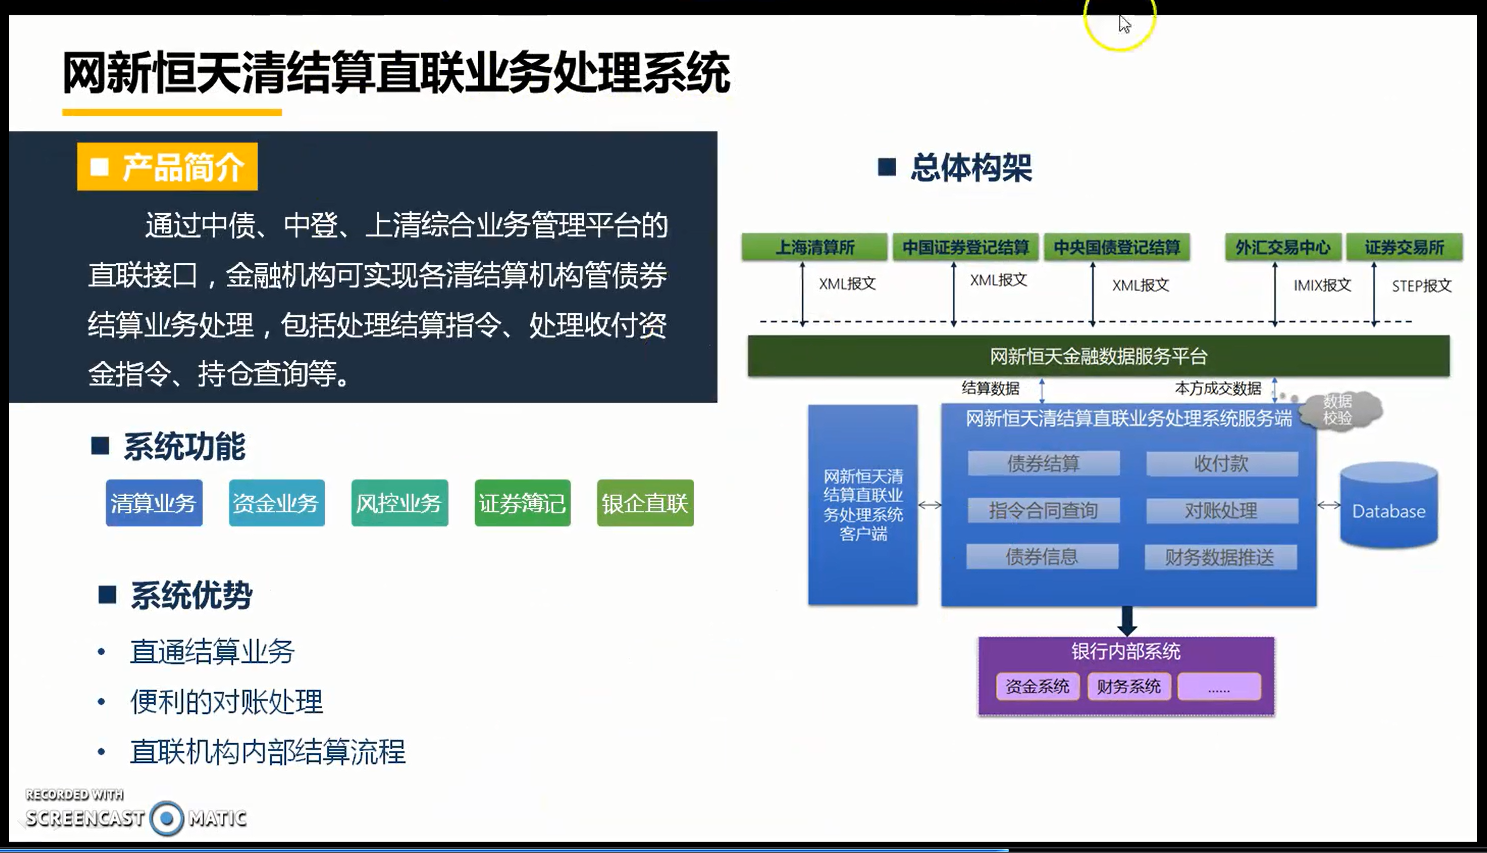 网新恒天清结算直联业务处理系统
产品简介
通过中债、中登、上清综合业务管理平台的
直联接口，金融机构可实现各清结算机构管债券
结算业务处理，包括处理结算指令、处理收付资
金指令、持仓查询等。
系统功能
清算业务 资金业务 风控业务 证券簿记 银企直联
系统优势
• 直通结算业务
• 便利的对账处理
• 直联机构内部结算流程
总体构架
上海清算所 中国证券登记结算 中央国债登记结算 外汇交易中心 证券交易所
XML报文 XML报文 XML报文 IMIX报文 STEP报文
网新恒天金融数据服务平台
结算数据 本方成交数据
数据
校验
网新恒天清结算直联业务处理系统服务端
债券结算 收付款
指令合同查询 对账处理
债券信息 财务数据推送
网新恒天清
结算直联业
务处理系统
客户端
Database
银行内部系统
资金系统 财务系统 ......
RECORDED WITH
SCREENCAST MATIC